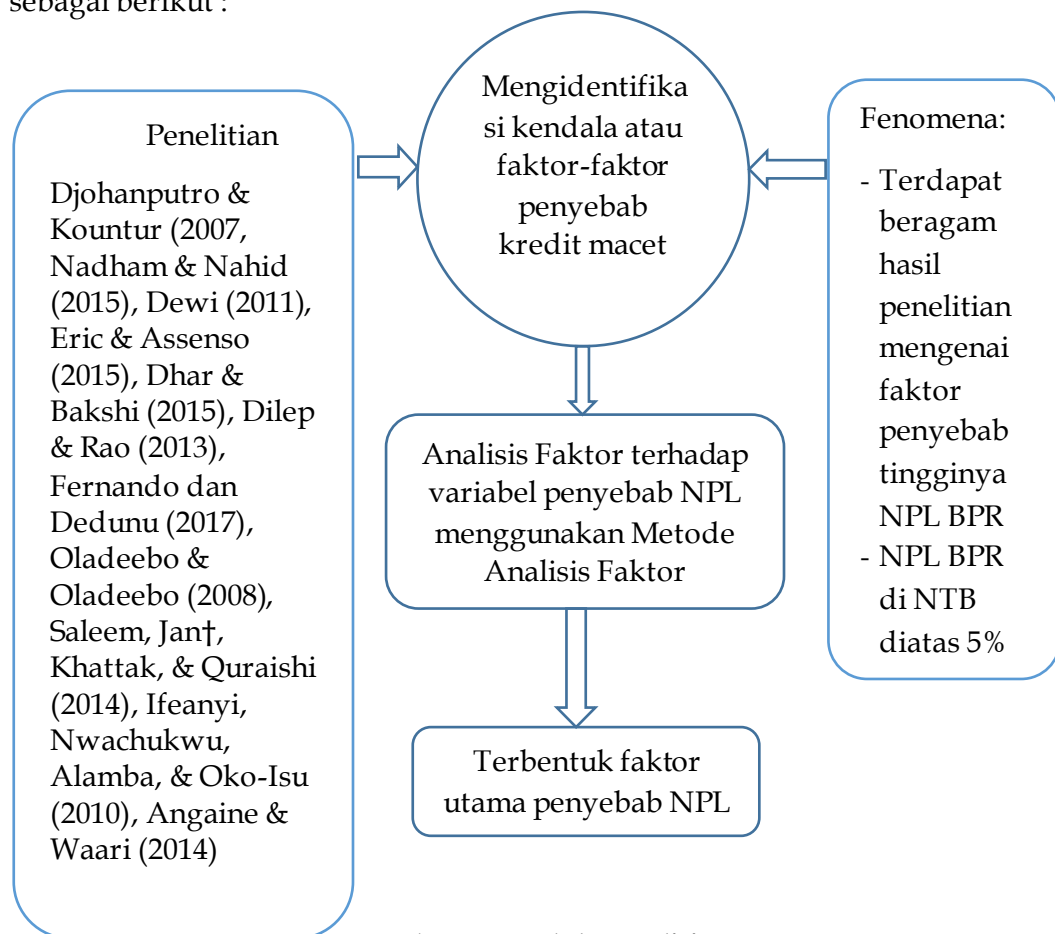 sebagai berikut :
Penelitian
Djohanputro &
Kountur (2007,
Nadham & Nahid
(2015), Dewi (2011),
Eric & Assenso
(2015), Dhar &
Bakshi (2015), Dilep
& Rao (2013),
Fernando dan
Dedunu (2017),
Oladeebo &
Oladeebo (2008),
Saleem, Jan†,
Khattak, & Quraishi
(2014), Ifeanyi,
Nwachukwu,
Alamba, & Oko-Isu
(2010), Angaine &
Waari (2014)
Mengidentifika
si kendala atau
faktor-faktor
penyebab
kredit macet
Analisis Faktor terhadap
variabel penyebab NPL
menggunakan Metode
Analisis Faktor
Terbentuk faktor
utama penyebab NPL
Fenomena:
- Terdapat
beragam
hasil
penelitian
mengenai
faktor
penyebab
tingginya
NPL BPR
- NPL BPR
di NTB
diatas 5%